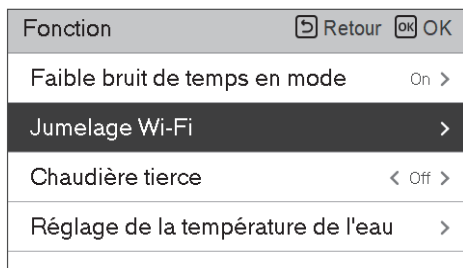 Fonction Retour OK OK
Faible bruit de temps en mode On >
Jumelage Wi-Fi >
Chaudière tierce < Off >
Réglage de la température de l'eau >